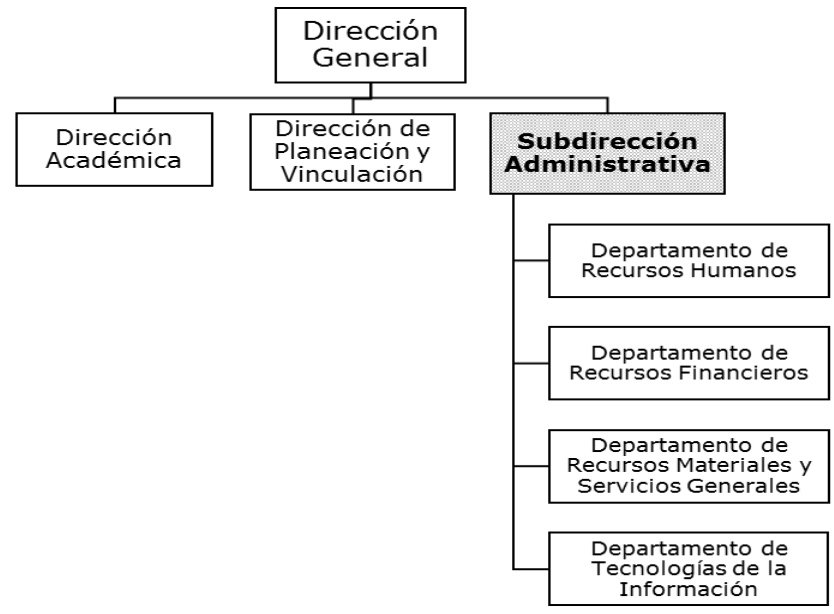 Dirección
General
Dirección
Académica
Dirección de
Planeación y
Vinculación
Subdirección
Administrativa
Departamento de
Recursos Humanos
Departamento de
Recursos Financieros
Departamento de
Recursos Materiales y
Servicios Generales
Departamento de
Tecnologías de la
Información